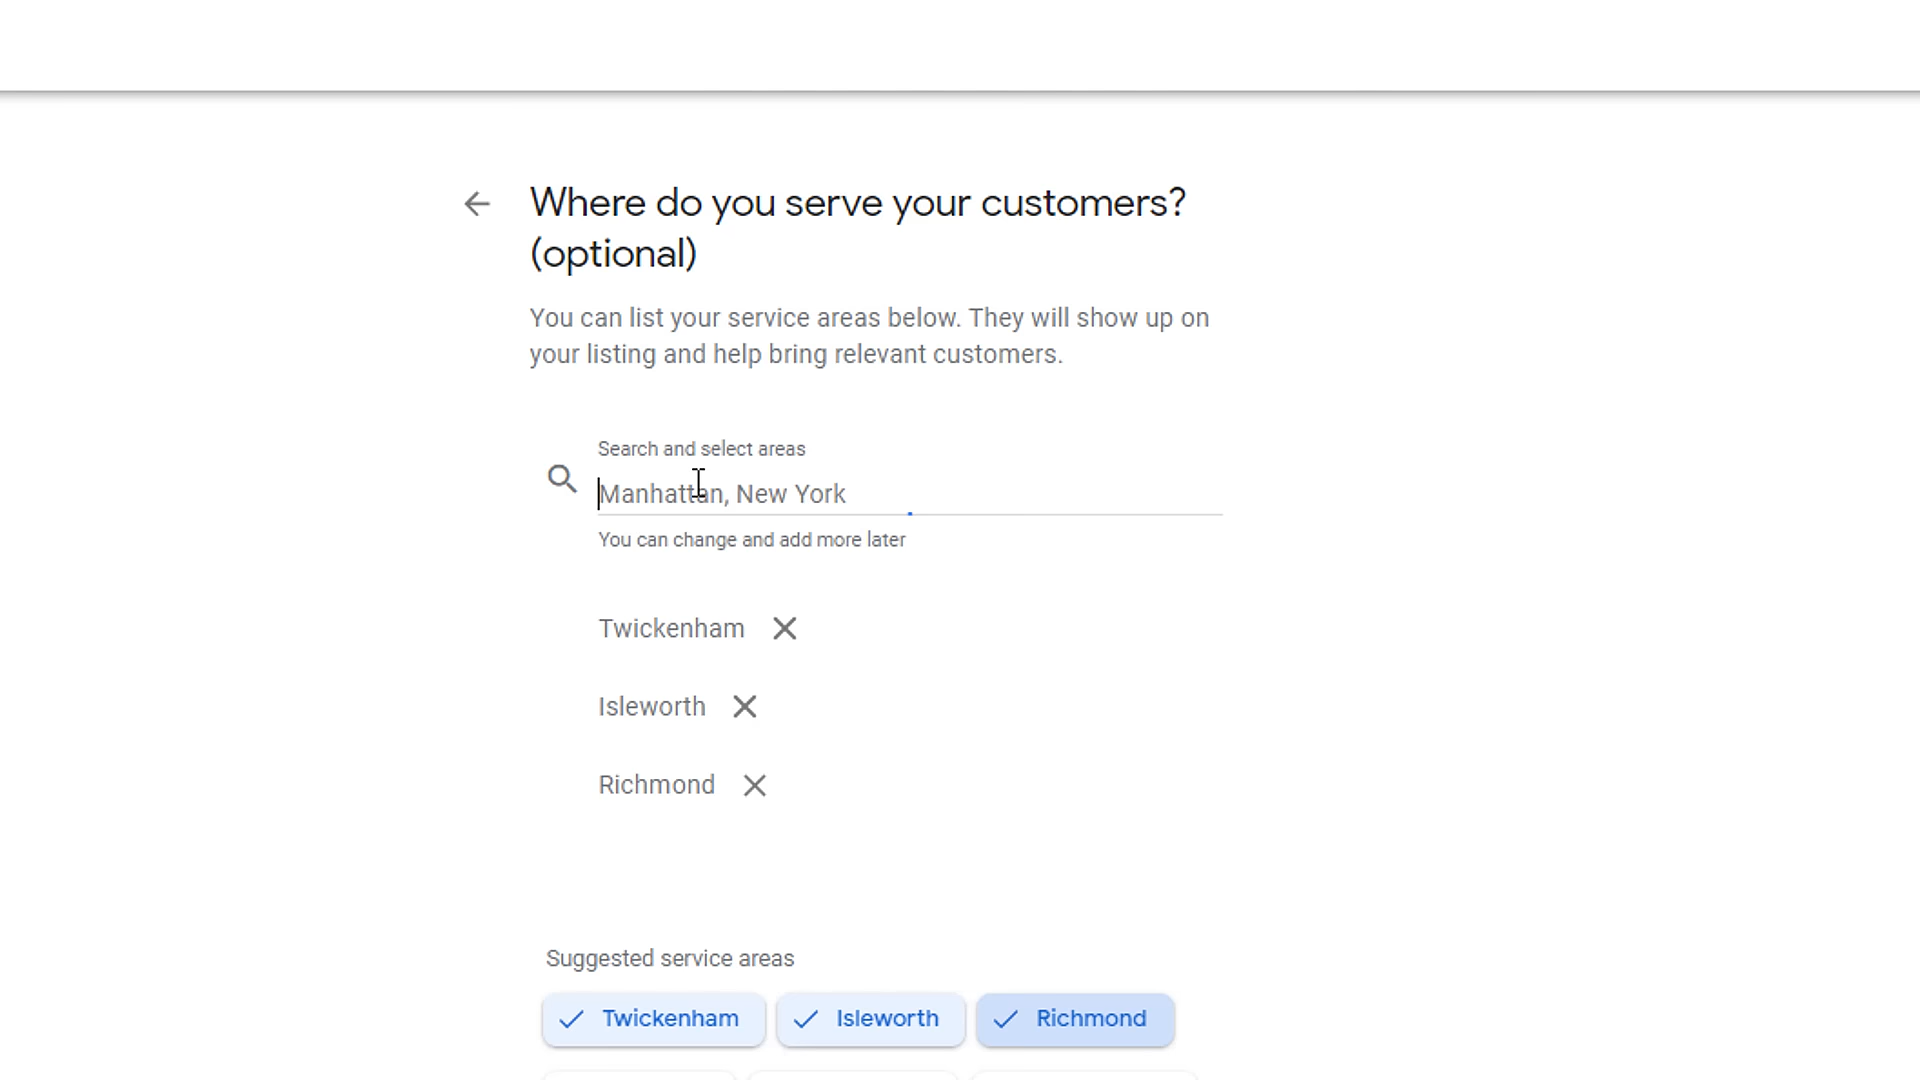 Where do you serve your customers?
(optional)
You can list your service areas below. They will show up on
your listing and help bring relevant customers.
Search and select areas
Manhattan, New York
You can change and add more later
Twickenham
Isleworth
Richmond
Suggested service areas
Twickenham Isleworth Richmond